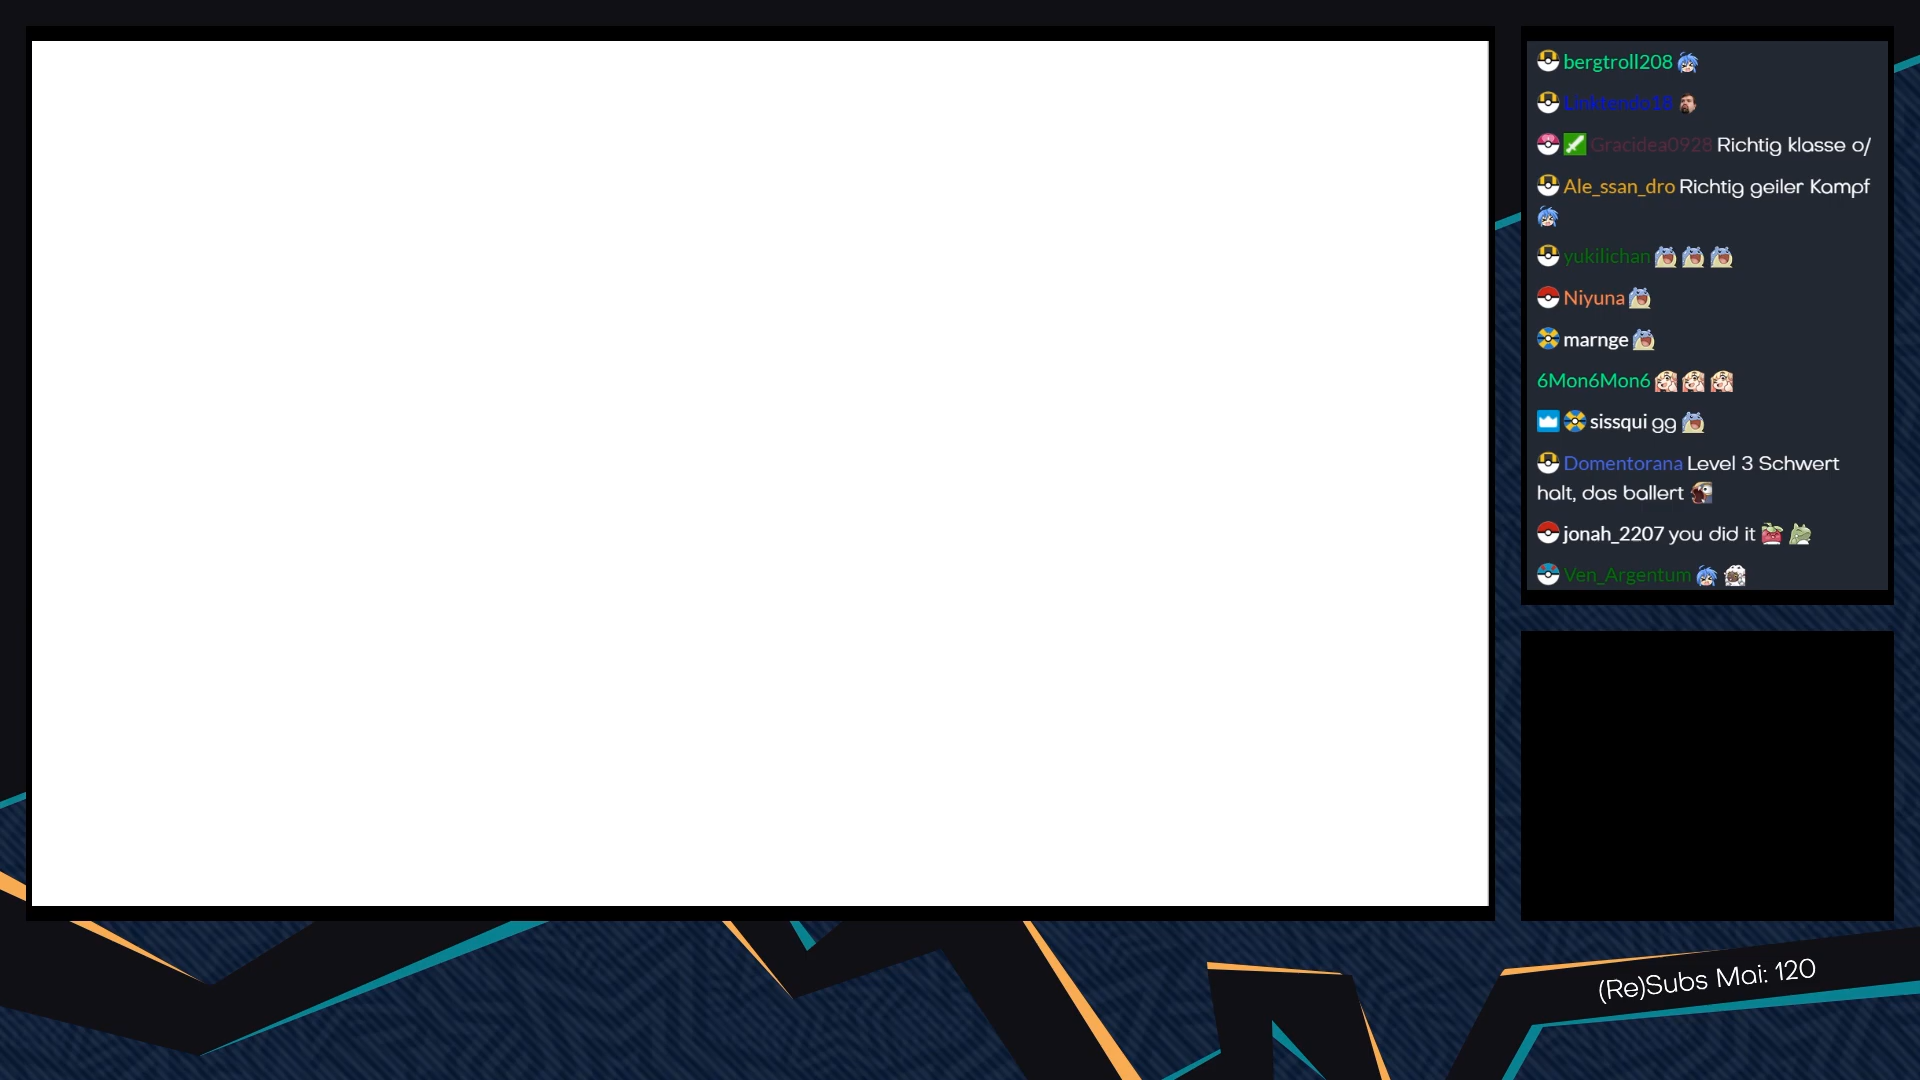 bergtroll208
Linktendo18
Gracidea0928 Richtig klasse o/
Ale_ssan_dro Richtig geiler Kampf
yukilichan
Niyuna
marnge
6Mon6Mon6
sissqui gg
Domentorana Level 3 Schwert
halt, das ballert
jonah_2207 you did it
Ven_Argentum
(Re)Subs Mai: 120